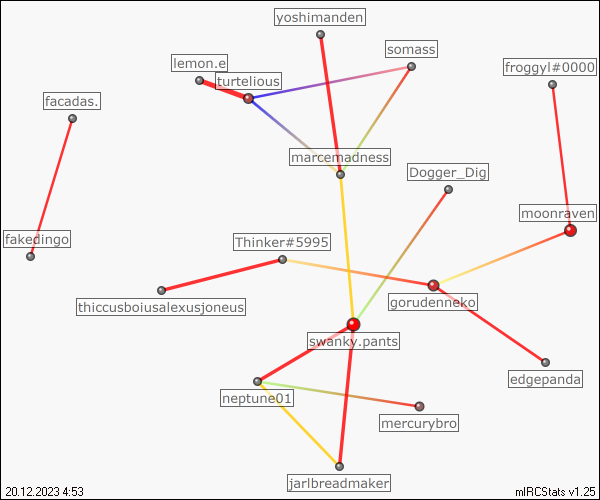 yoshimanden
somass
lemon.e
froggyl#0000
turtelious
facadas.
marcemadness
Dogger_Dig
moonraven
fakedingo
Thinker#5995
thiccusboiusalexusjoneus
gorudenneko
swanky.pants
edgepanda
neptune01
mercurybro
jarlbreadmaker
20.12.2023 4:53
mIRCStats v1.25